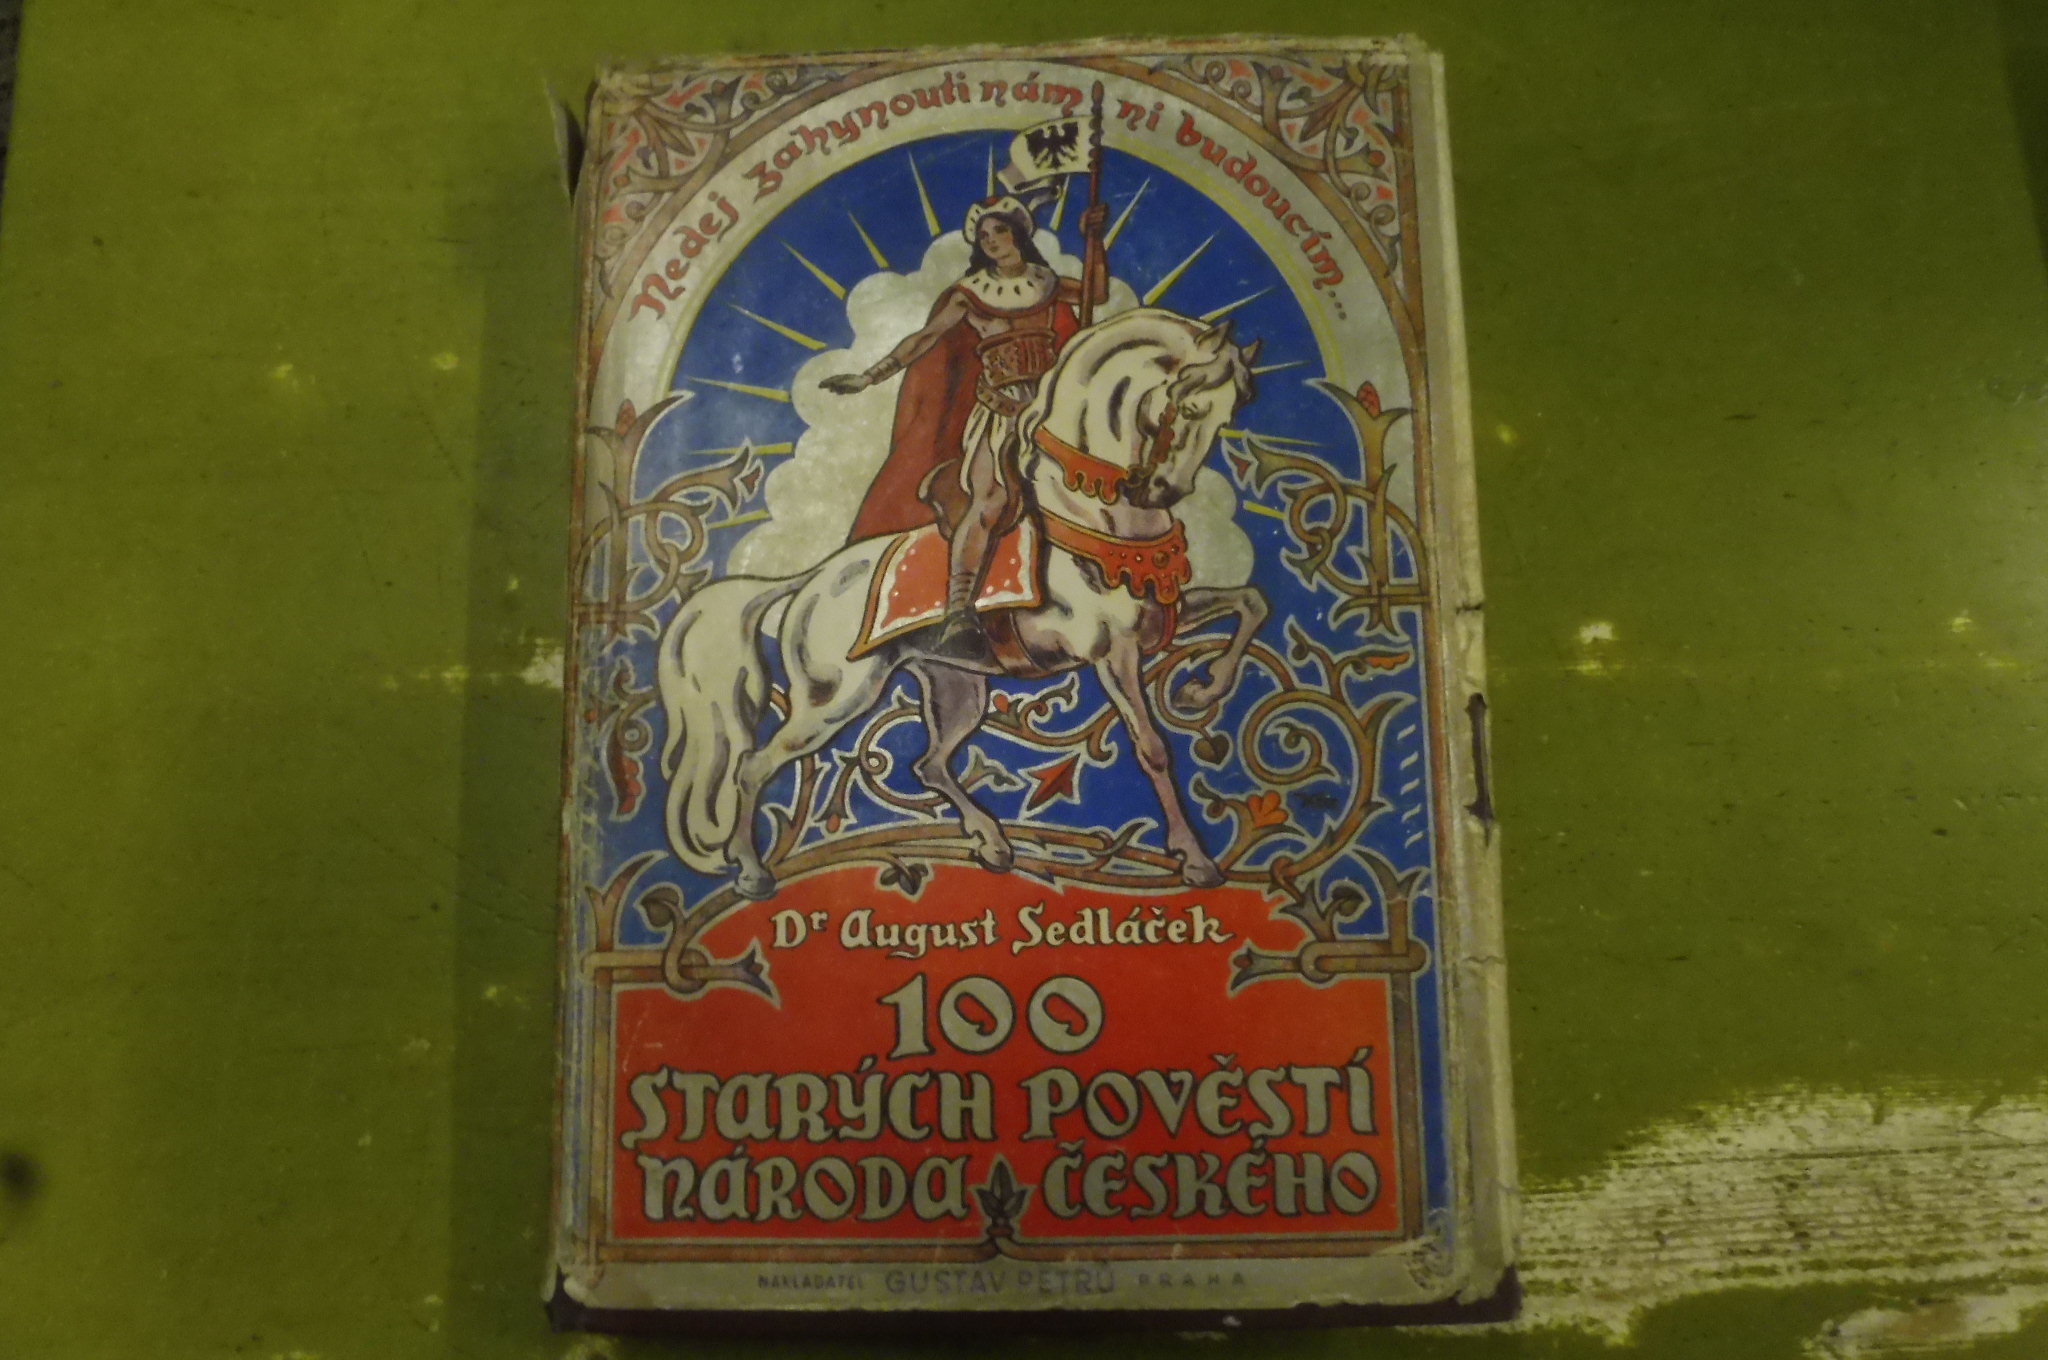 Nedej zahynouti nám ni budoucím...
Dr August Sedláček
100
STARÝCH POVĚSTÍ
NÁRODA ČESKÉHO
NAKLADATEL GUSTAV PETRŮ PRAHA